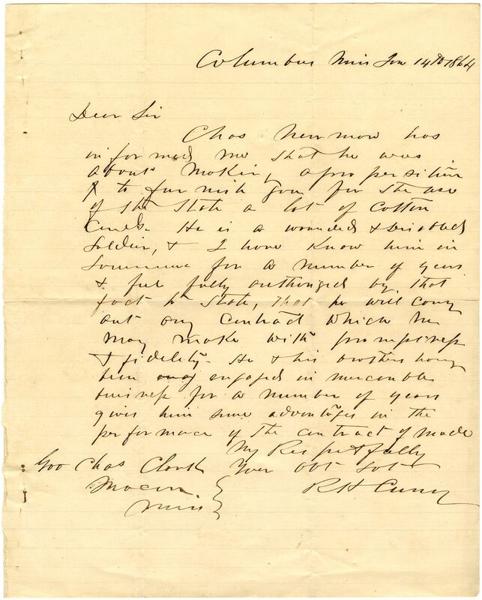 Columbus Miss Jan 14th 1864
Dear Sir
Chas Newmow has
informed me that he was
about Making a proposition
& to furnish you for the use
of the State a lot of Cotton
Cards. He is a wounded & Disabled
Soldier, & I have Know him in
for a number of years
& feel fully authorized by that
fact to State, that he will carry
out any Contract which he
may make with promptness
& fidelity. He & his brothers having
been engaged in mercantile
business for a number of years
gives him some advantages in the
performace of the contract if made
My Respectfully
Your obt Svt
R H Curry
Gov Chas Clark
Macon
Miss